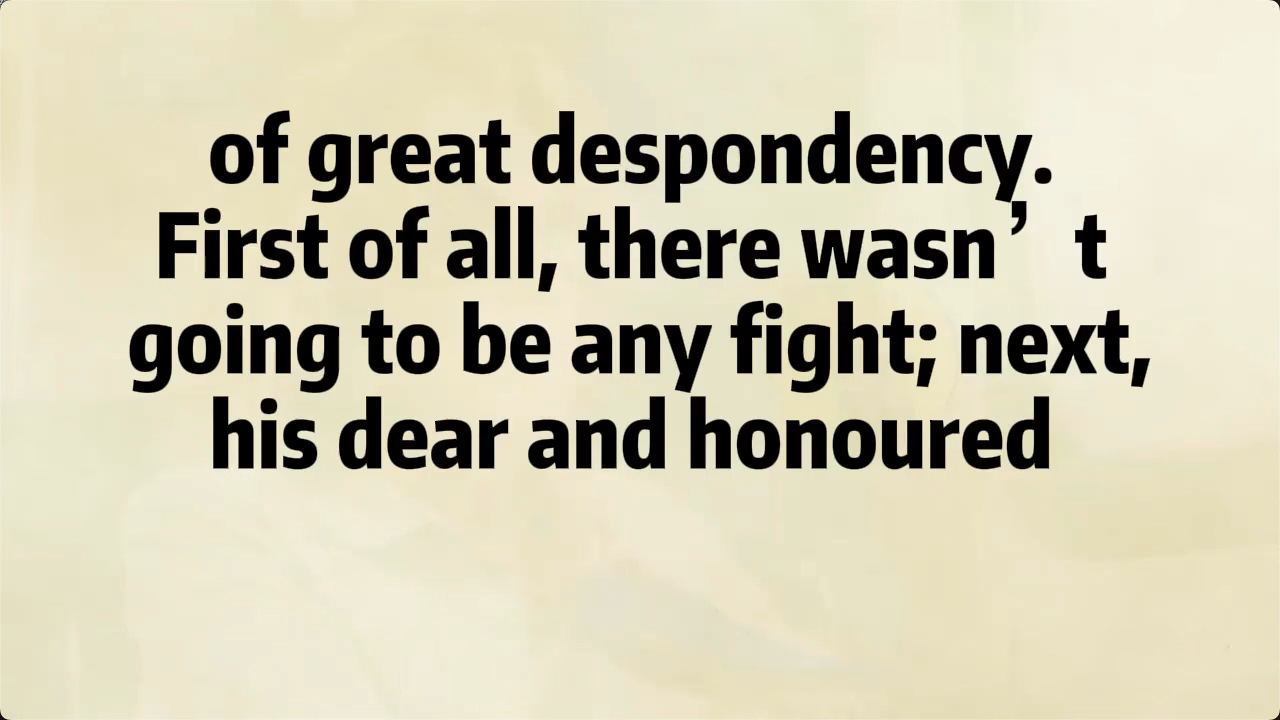 of great despondency.
First of all, there wasn’t
going to be any fight; next,
his dear and honoured